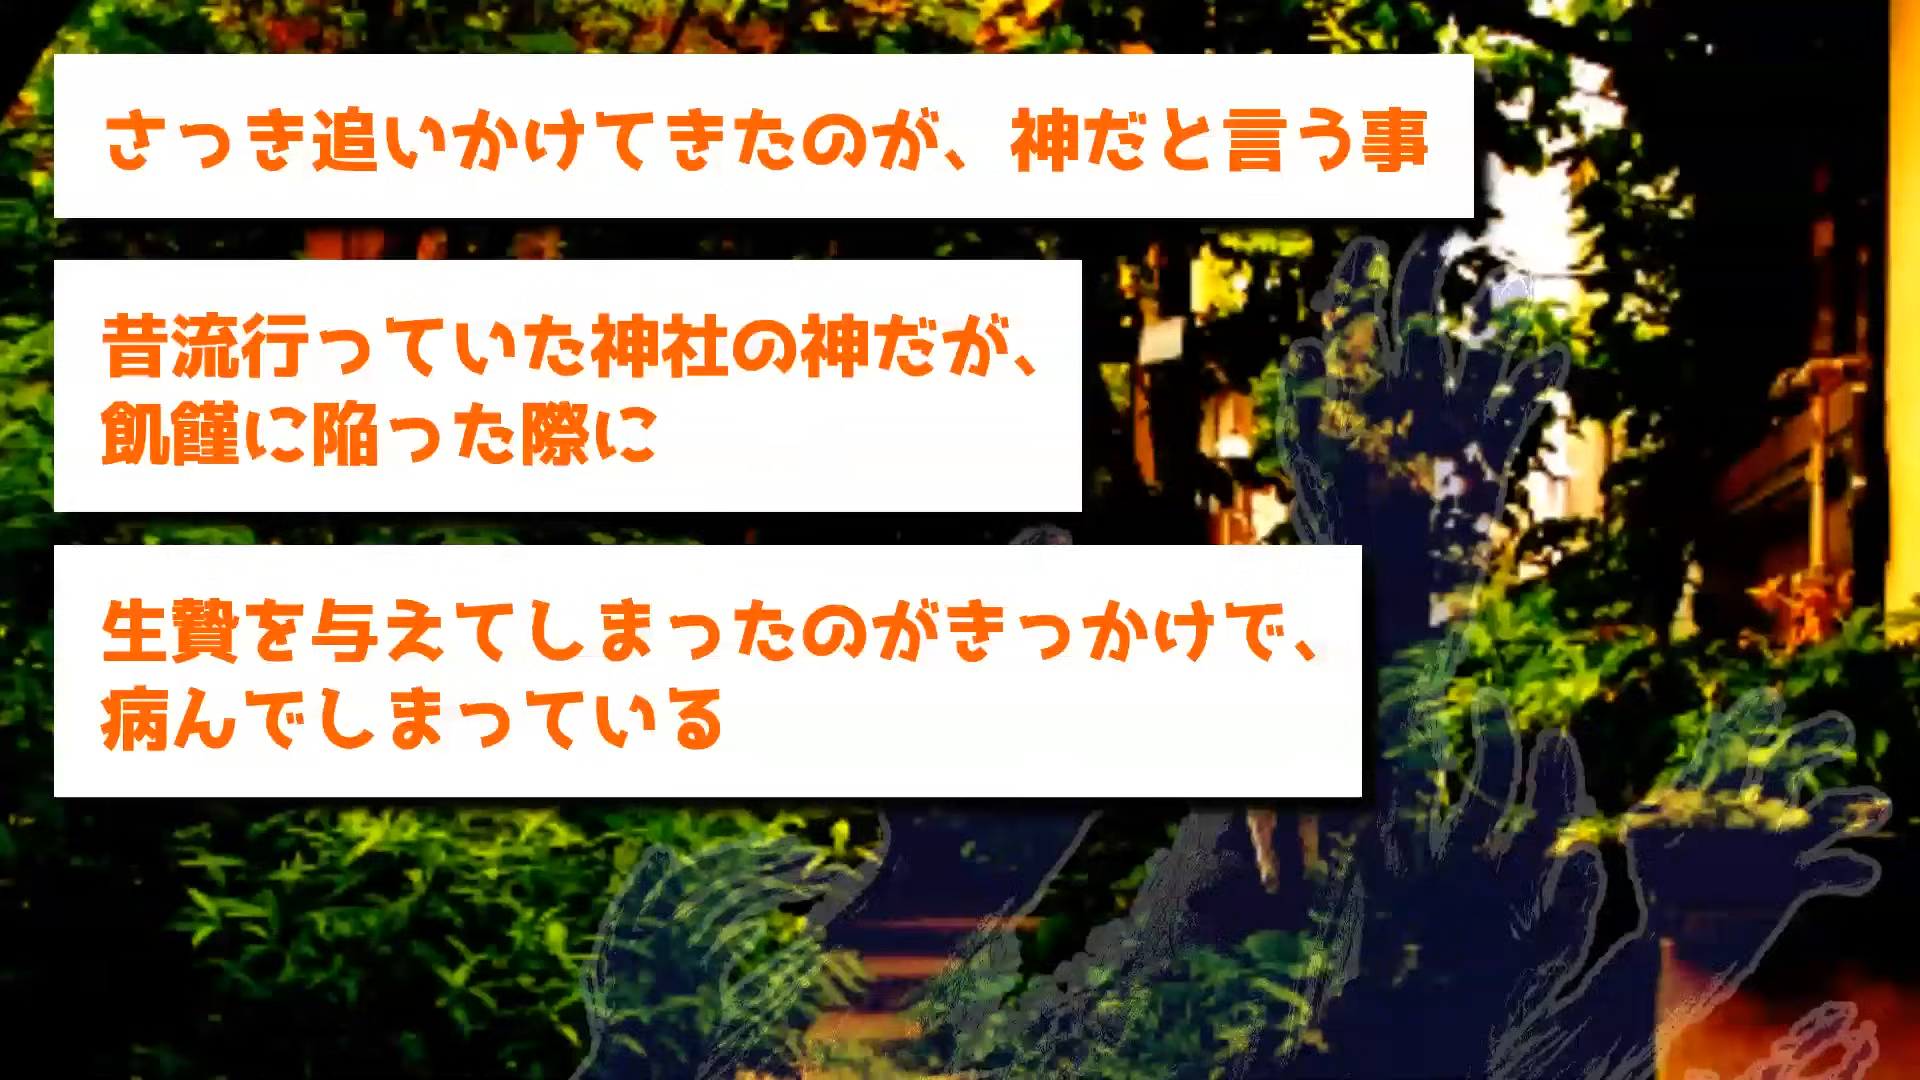 さっき追いかけてきたのが、神だと言う事
昔流行っていた神社の神だが、
飢饉に陥った際に
生贄を与えてしまったのがきっかけで、
病んでしまっている